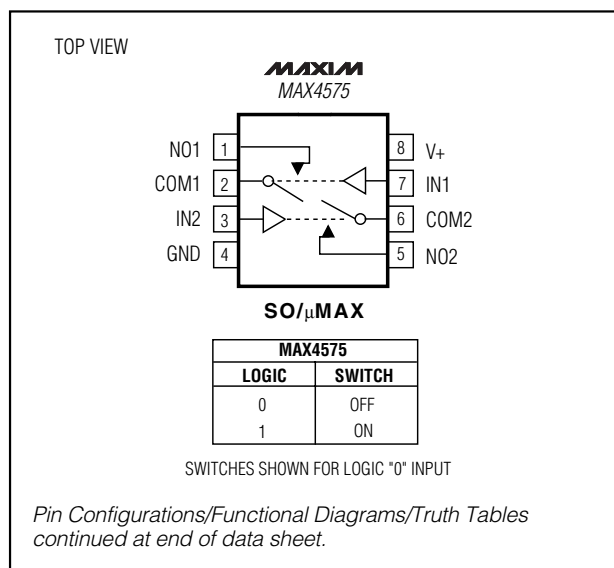 TOP VIEW
MAXIM
MAX4575
NO1 1 8 V+
COM1 2 7 IN1
IN2 3 6 COM2
GND 4 5 NO2
SO/μMAX
MAX4575
LOGIC SWITCH
0 OFF
1 ON
SWITCHES SHOWN FOR LOGIC "0" INPUT
Pin Configurations/Functional Diagrams/Truth Tables
continued at end of data sheet.